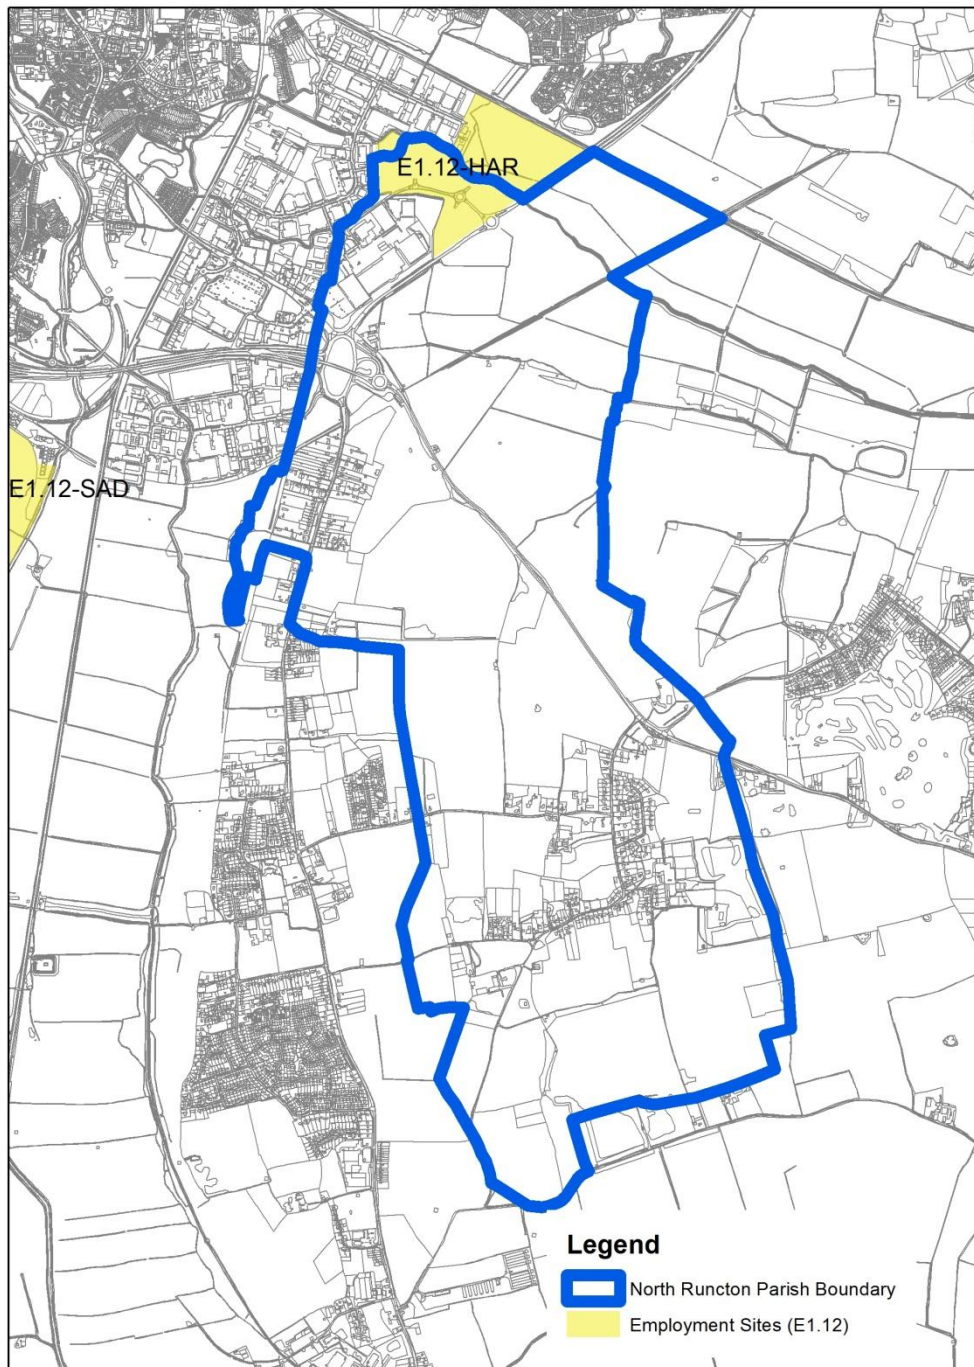 E1.12-HAR
E1.12-SAD
Legend
North Runcton Parish Boundary
Employment Sites (E1.12)